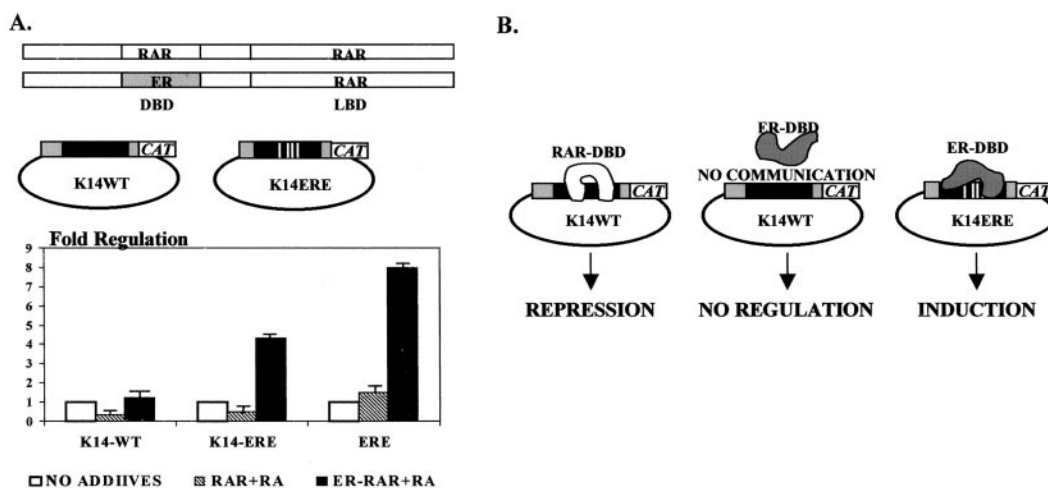 A.
RAR RAR
ER RAR
DBD LBD
CAT
K14WT
CAT
K14ERE
Fold Regulation
9
8
7
6
5
4
3
2
1
0
K14-WT K14-ERE ERE
NO ADDIIVES RAR+RA ER-RAR+RA
B.
RAR-DBD
CAT
K14WT
REPRESSION
ER-DBD
NO COMMUNICATION
CAT
K14WT
NO REGULATION
ER-DBD
CAT
K14ERE
INDUCTION